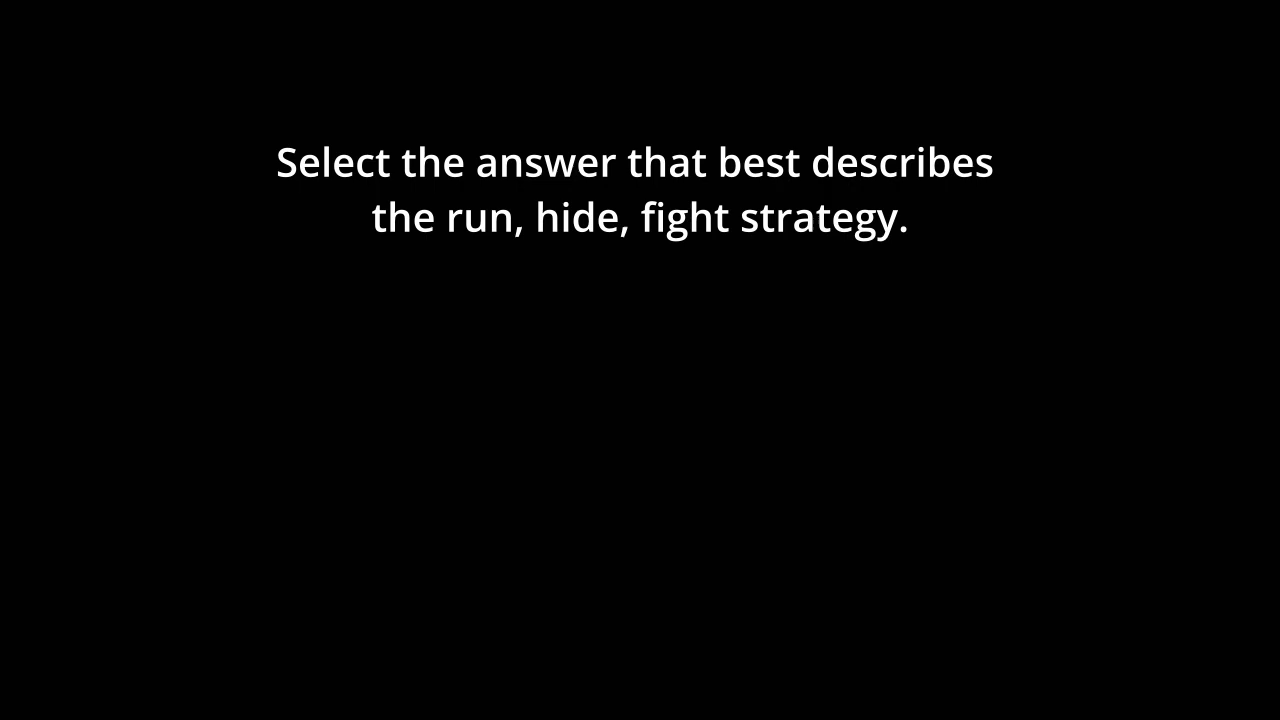 Select the answer that best describes
the run, hide, fight strategy.